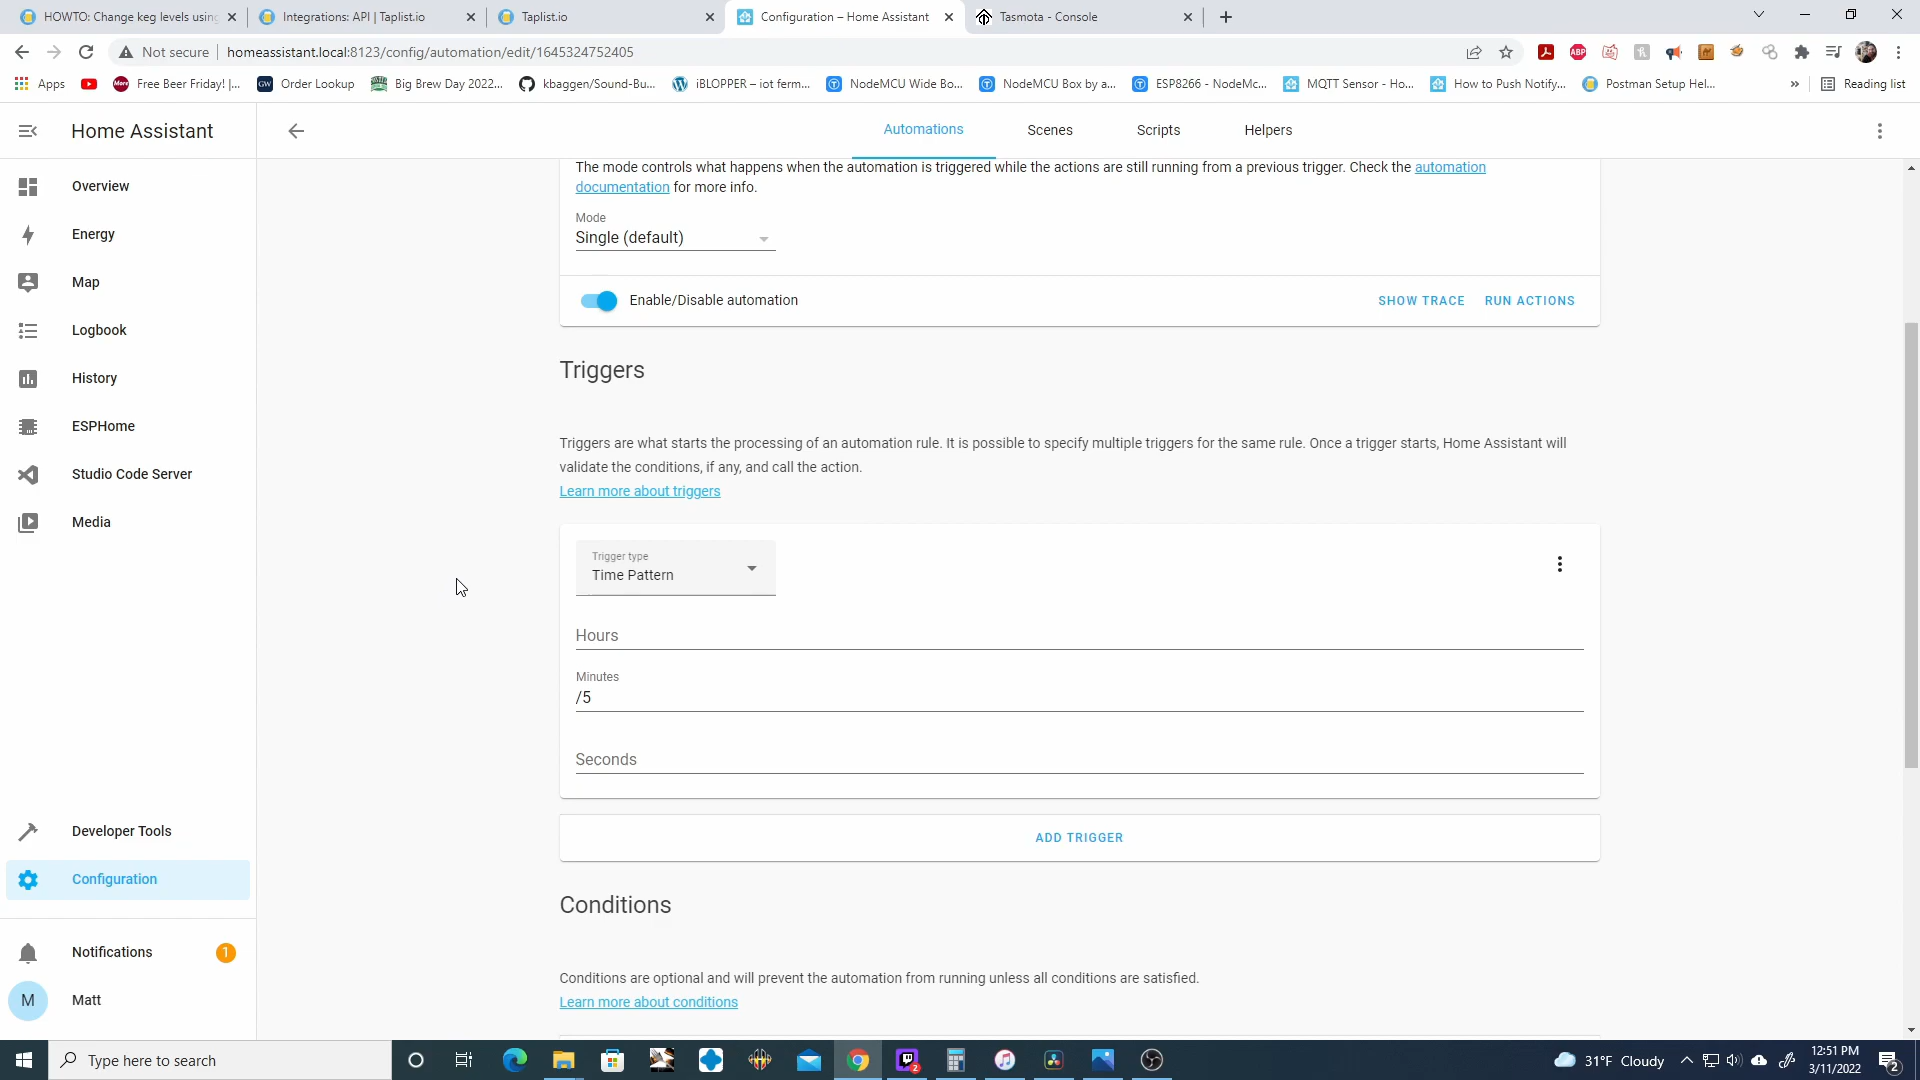 HOWTO: Change keg levels using
Integrations: API | Taplist.io
Taplist.io
Configuration – Home Assistant
Tasmota - Console
Not secure
homeassistant.local:8123/config/automation/edit/1645324752405
ABP
Apps
Free Beer Friday! |...
Order Lookup
Big Brew Day 2022...
kbaggen/Sound-Bu...
iBLOPPER – iot ferm...
NodeMCU Wide Bo...
NodeMCU Box by a...
ESP8266 - NodeMc...
MQTT Sensor - Ho...
How to Push Notify...
Postman Setup Hel...
»
Reading list
Home Assistant
Automations
Scenes
Scripts
Helpers
Overview
Energy
Map
Logbook
History
ESPHome
Studio Code Server
Media
Developer Tools
Configuration
Notifications
1
M
Matt
The mode controls what happens when the automation is triggered while the actions are still running from a previous trigger. Check the automation
documentation for more info.
Mode
Single (default)
Enable/Disable automation
SHOW TRACE
RUN ACTIONS
Triggers
Triggers are what starts the processing of an automation rule. It is possible to specify multiple triggers for the same rule. Once a trigger starts, Home Assistant will
validate the conditions, if any, and call the action.
Learn more about triggers
Trigger type
Time Pattern
Hours
Minutes
/5
Seconds
ADD TRIGGER
Conditions
Conditions are optional and will prevent the automation from running unless all conditions are satisfied.
Learn more about conditions
Type here to search
2
31°F Cloudy
12:51 PM
3/11/2022
2